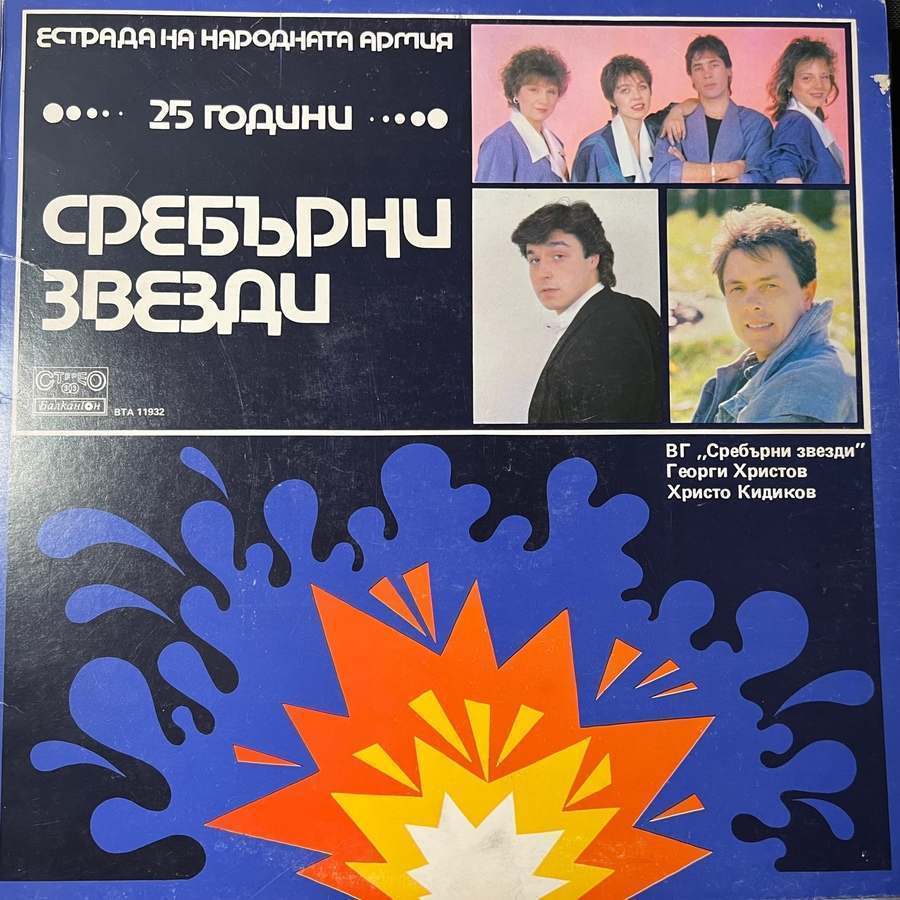 ЕСТРАДА НА НАРОДНАТА АРМИЯ
25 ГОДИНИ
СРЕБЪРНИ
ЗВЕЗДИ
СТЕРЕО
33
Балкантон
ВТА 11932
ВГ „Сребърни звезди”
Георги Христов
Христо Кидиков